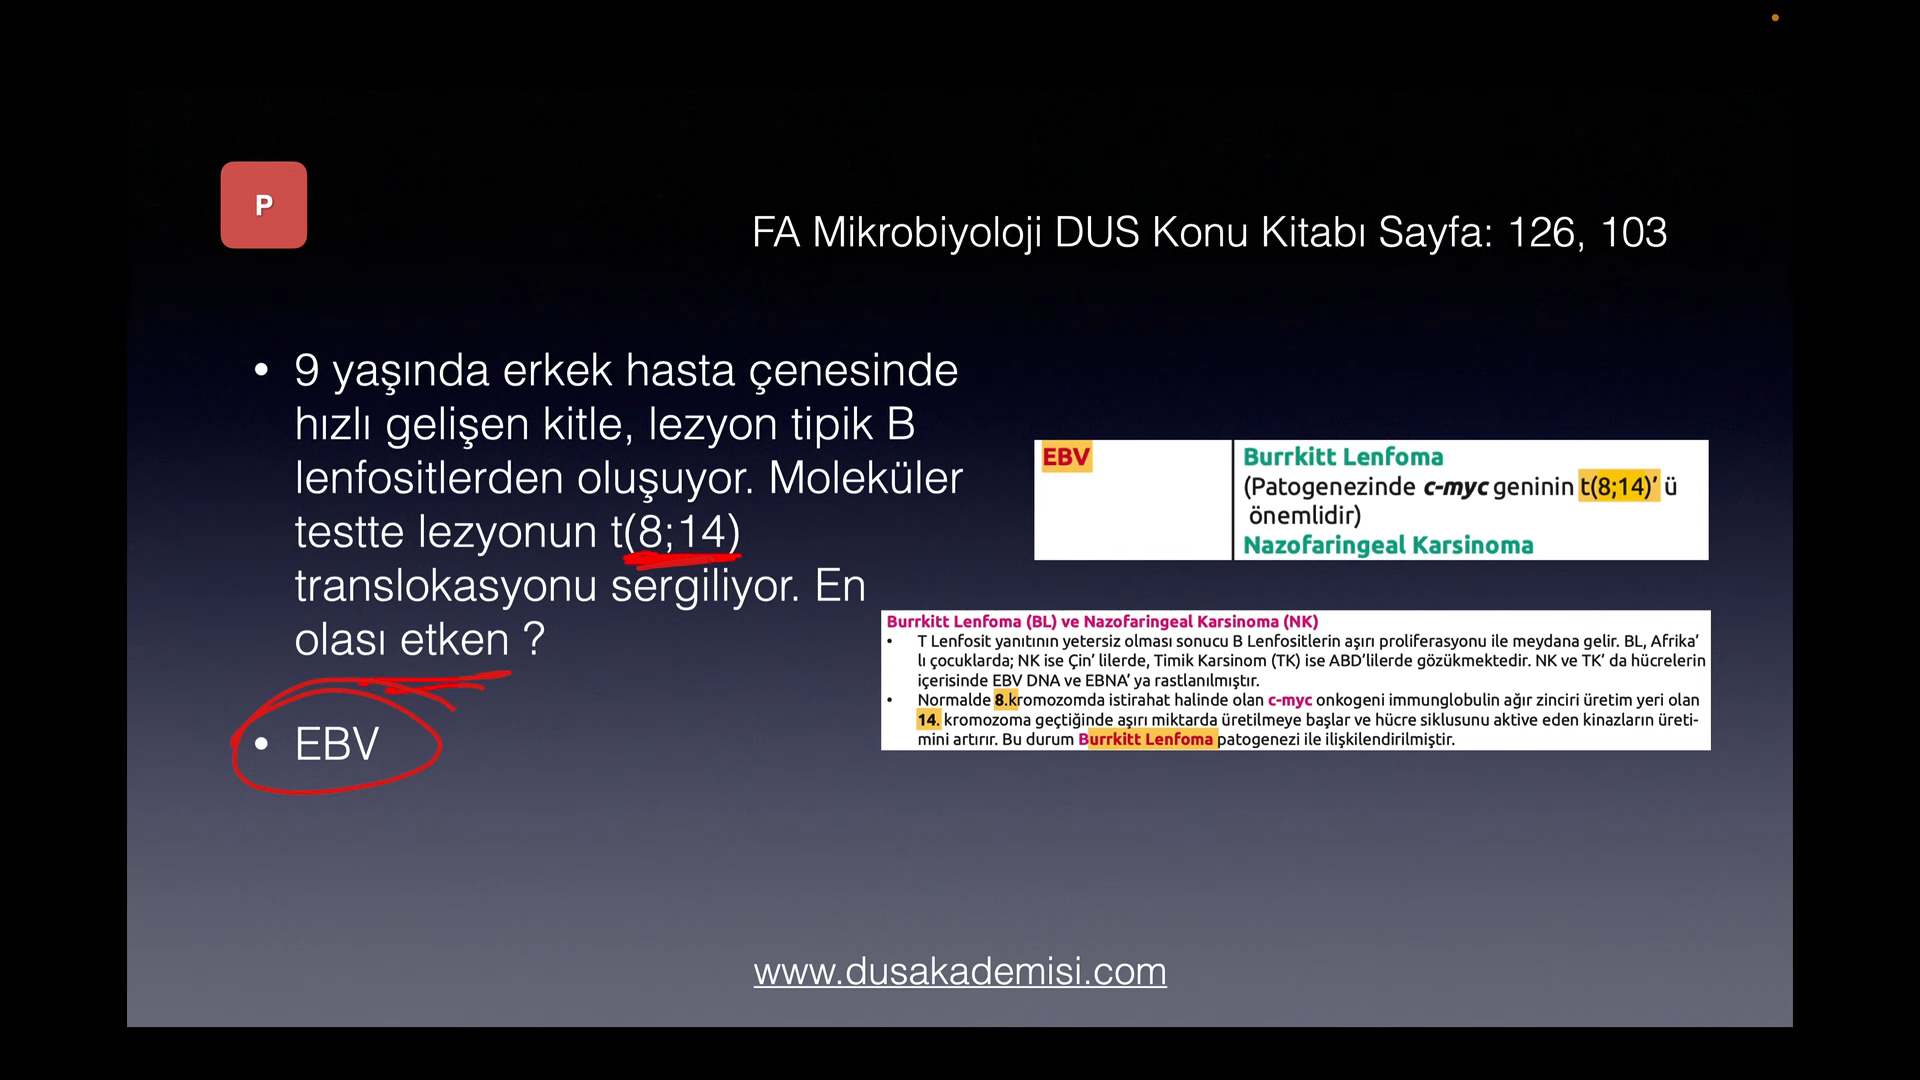 P
FA Mikrobiyoloji DUS Konu Kitabı Sayfa: 126, 103
• 9 yaşında erkek hasta çenesinde
hızlı gelişen kitle, lezyon tipik B
lenfositlerden oluşuyor. Moleküler
testte lezyonun t(8;14)
translokasyonu sergiliyor. En
olası etken ?
• EBV
EBV
Burrkitt Lenfoma
(Patogenezinde c-myc geninin t(8;14)’ ü
önemlidir)
Nazofaringeal Karsinoma
Burrkitt Lenfoma (BL) ve Nazofaringeal Karsinoma (NK)
• T Lenfosit yanıtının yetersiz olması sonucu B Lenfositlerin aşırı proliferasyonu ile meydana gelir. BL, Afrika’
lı çocuklarda; NK ise Çin’ lilerde, Timik Karsinom (TK) ise ABD’lilerde gözükmektedir. NK ve TK’ da hücrelerin
içerisinde EBV DNA ve EBNA’ ya rastlanılmıştır.
• Normalde 8.kromozomda istirahat halinde olan c-myc onkogeni immunglobulin ağır zinciri üretim yeri olan
14. kromozoma geçtiğinde aşırı miktarda üretilmeye başlar ve hücre siklusunu aktive eden kinazların üreti-
mini artırır. Bu durum Burrkitt Lenfoma patogenezi ile ilişkilendirilmiştir.
www.dusakademisi.com